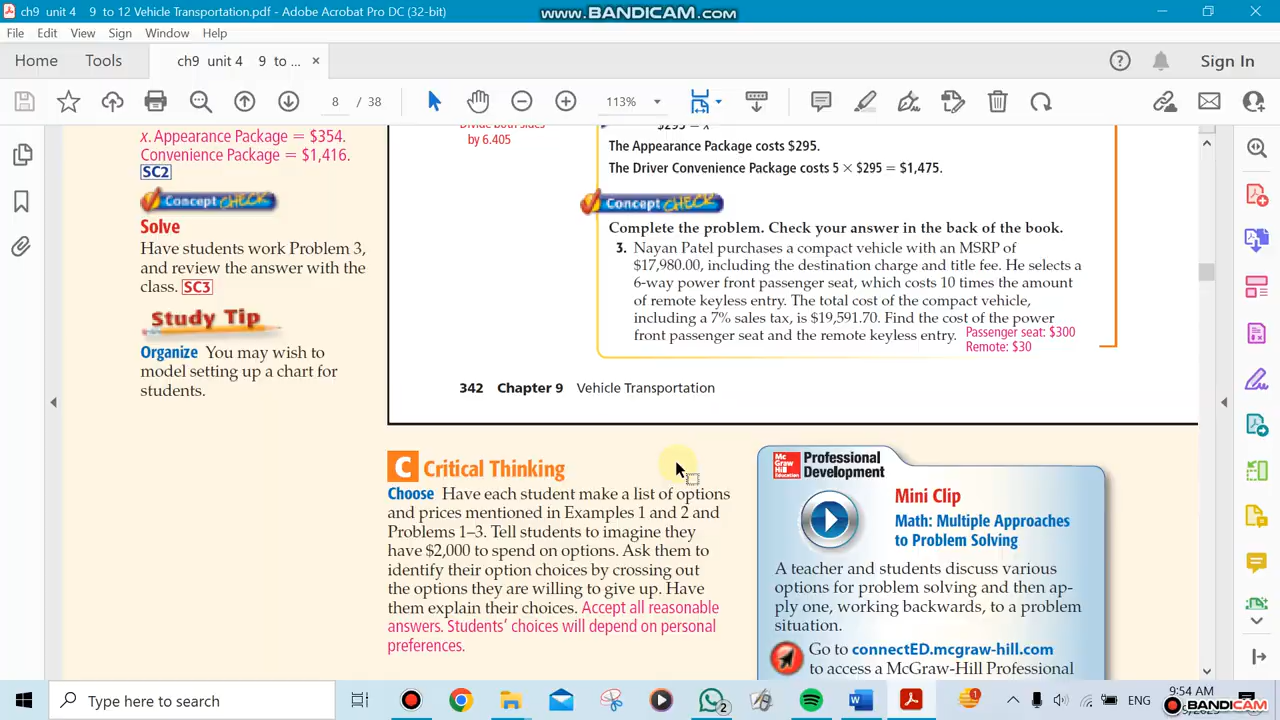 ch9 unit 4 9 to 12 Vehicle Transportation.pdf - Adobe Acrobat Pro DC (32-bit)
www.BANDICAM.com
File Edit View Sign Window Help
Home Tools ch9 unit 4 9 to ... × Sign In
8 / 38 113%
x. Appearance Package = $354.
Convenience Package = $1,416.
SC2
Concept CHECK
Solve
Have students work Problem 3,
and review the answer with the
class. SC3
Study Tip
Organize You may wish to
model setting up a chart for
students.
Divide both sides
by 6.405
$295 = x
The Appearance Package costs $295.
The Driver Convenience Package costs 5 × $295 = $1,475.
Concept CHECK
Complete the problem. Check your answer in the back of the book.
3. Nayan Patel purchases a compact vehicle with an MSRP of
$17,980.00, including the destination charge and title fee. He selects a
6-way power front passenger seat, which costs 10 times the amount
of remote keyless entry. The total cost of the compact vehicle,
including a 7% sales tax, is $19,591.70. Find the cost of the power
front passenger seat and the remote keyless entry. Passenger seat: $300
Remote: $30
342 Chapter 9 Vehicle Transportation
C Critical Thinking
Choose Have each student make a list of options
and prices mentioned in Examples 1 and 2 and
Problems 1–3. Tell students to imagine they
have $2,000 to spend on options. Ask them to
identify their option choices by crossing out
the options they are willing to give up. Have
them explain their choices. Accept all reasonable
answers. Students' choices will depend on personal
preferences.
Mc
Graw
Hill
Education
Professional
Development
Mini Clip
Math: Multiple Approaches
to Problem Solving
A teacher and students discuss various
options for problem solving and then ap-
ply one, working backwards, to a problem
situation.
Go to connectED.mcgraw-hill.com
to access a McGraw-Hill Professional
Type here to search
2
1
ENG
9:54 AM
BANDICAM